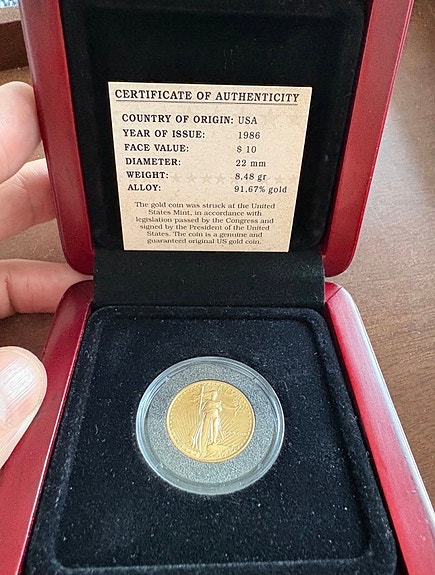 CERTIFICATE OF AUTHENTICITY
COUNTRY OF ORIGIN: USA
YEAR OF ISSUE: 1986
FACE VALUE: $ 10
DIAMETER: 22 mm
WEIGHT: 8,48 gr
ALLOY: 91,67% gold
The gold coin was struck at the United
States Mint, in accordance with
legislation passed by the Congress and
signed by the President of the United
States. The coin is a genuine and
guaranteed original US gold coin.